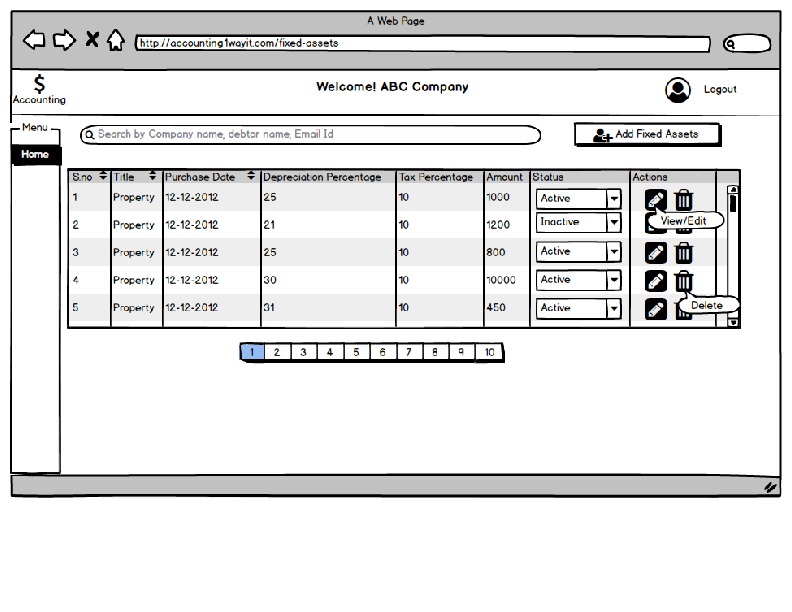 A Web Page
http://accounting1wayit.com/fixed-assets
$
Accounting
Welcome! ABC Company
Logout
Menu
Home
Search by Company name, debtor name, Email Id
Add Fixed Assets
S.no Title Purchase Date Depreciation Percentage Tax Percentage Amount Status Actions
1 Property 12-12-2012 25 10 1000 Active
2 Property 12-12-2012 21 10 1200 Inactive
View/Edit
3 Property 12-12-2012 25 10 800 Active
4 Property 12-12-2012 30 10 10000 Active
5 Property 12-12-2012 31 10 450 Active
Delete
1 2 3 4 5 6 7 8 9 10